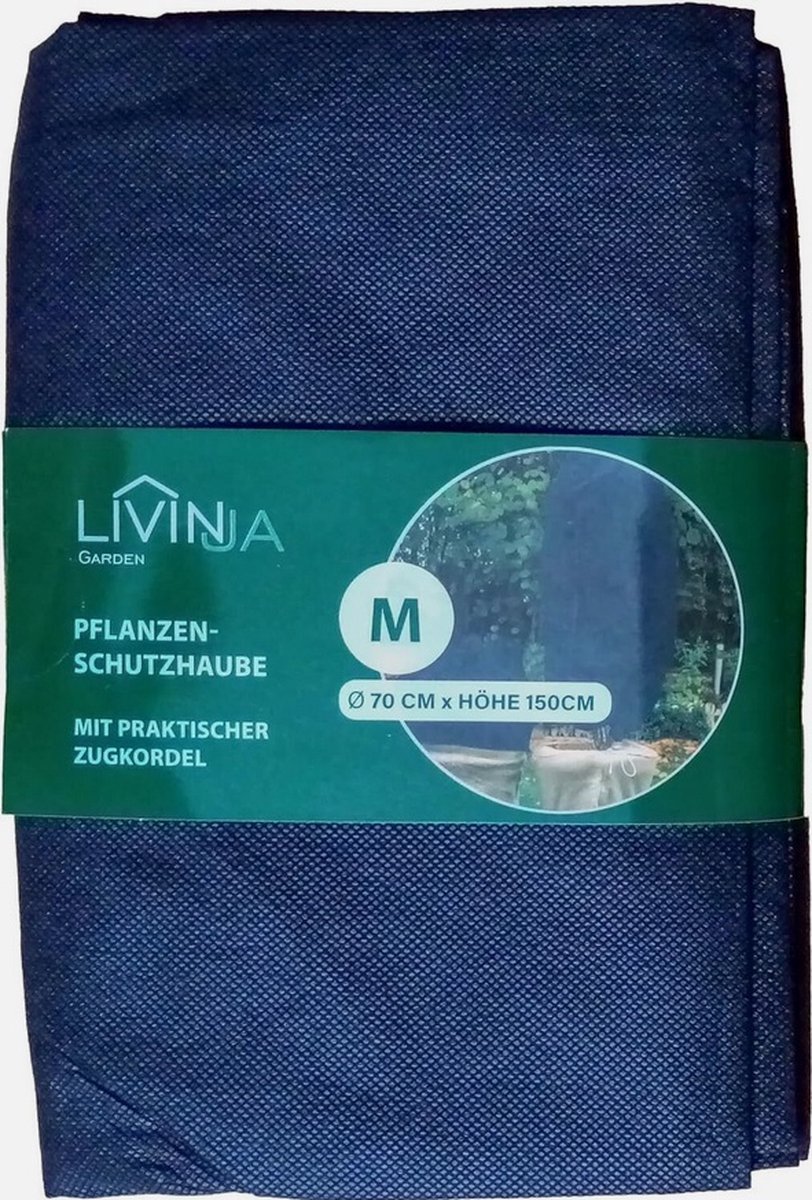 LIVINJA
GARDEN
PFLANZEN-
SCHUTZHAUBE
MIT PRAKTISCHER
ZUGKORDEL
M
Ø 70 CM x HÖHE 150CM